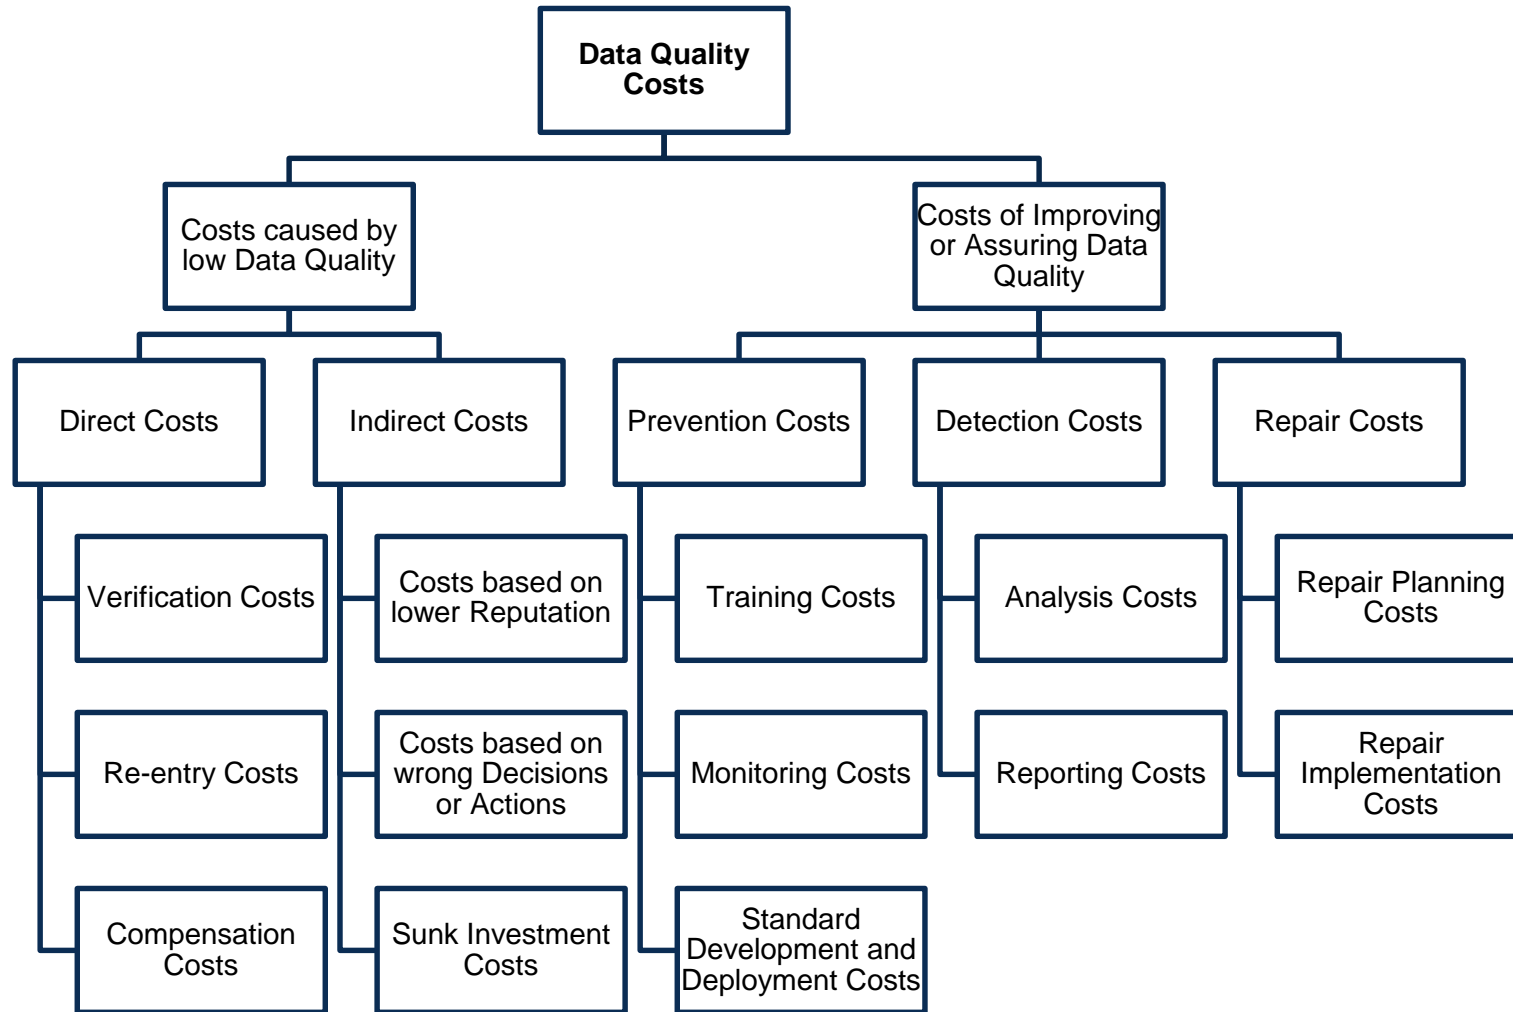 Data Quality
Costs
Costs caused by
low Data Quality
Costs of Improving
or Assuring Data
Quality
Direct Costs
Indirect Costs
Prevention Costs
Detection Costs
Repair Costs
Verification Costs
Costs based on
lower Reputation
Training Costs
Analysis Costs
Repair Planning
Costs
Re-entry Costs
Costs based on
wrong Decisions
or Actions
Monitoring Costs
Reporting Costs
Repair
Implementation
Costs
Compensation
Costs
Sunk Investment
Costs
Standard
Development and
Deployment Costs